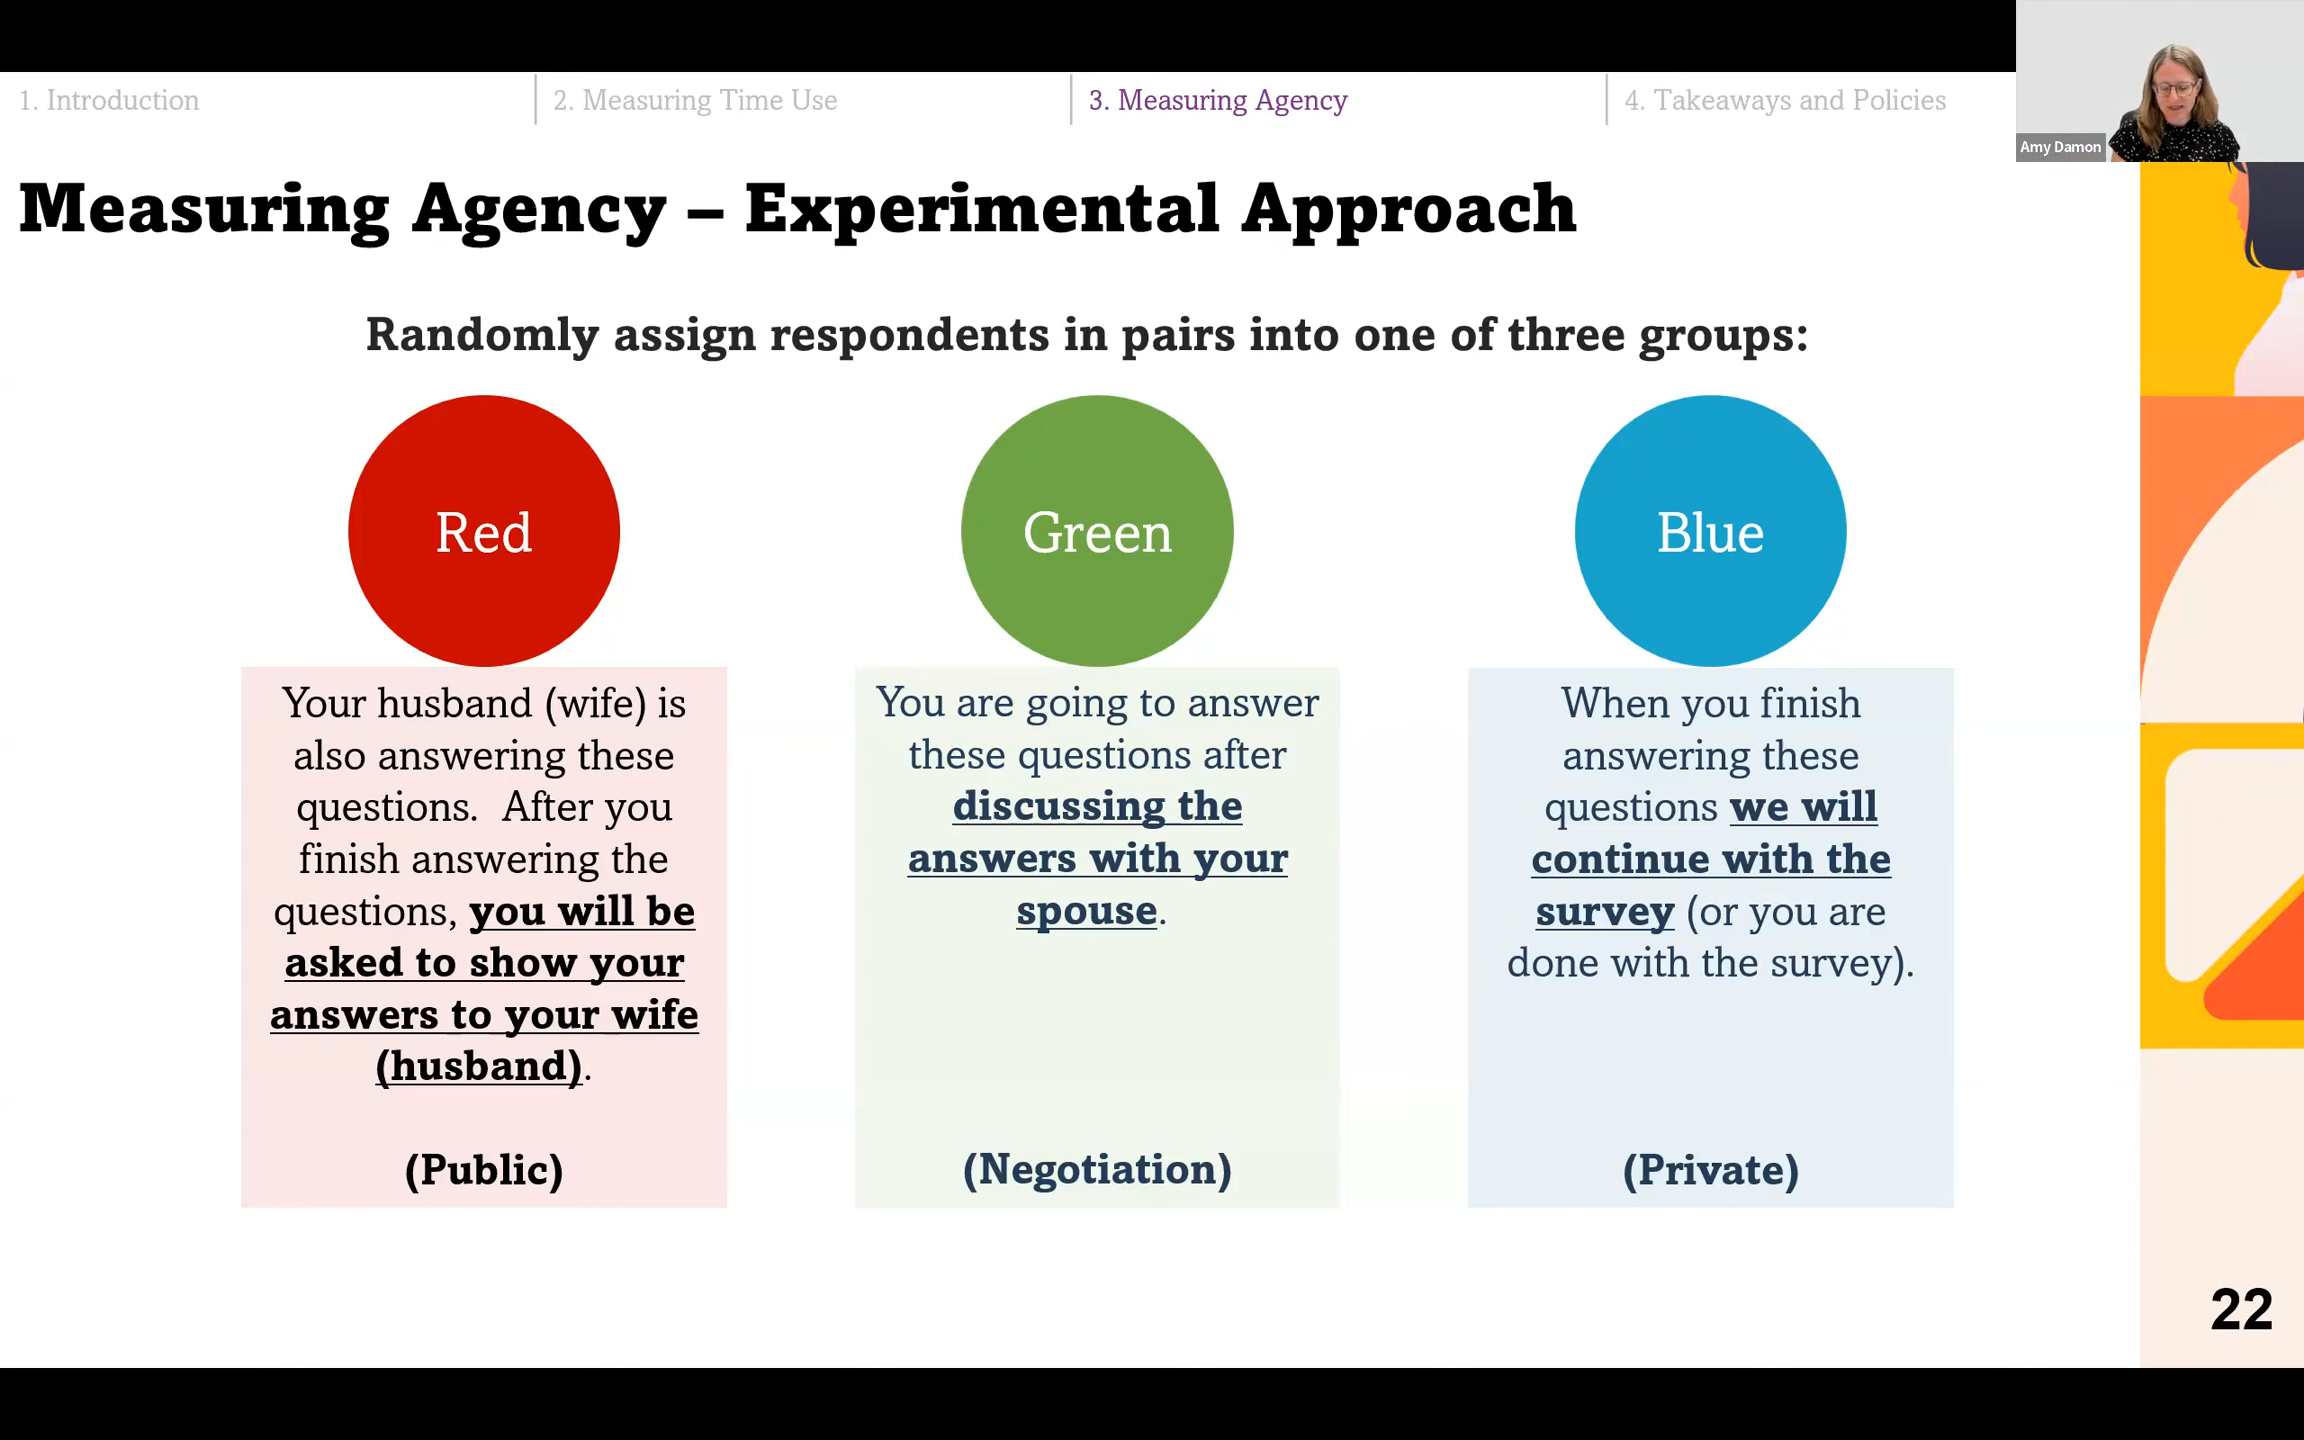 1. Introduction
2. Measuring Time Use
3. Measuring Agency
4. Takeaways and Policies
Amy Damon
Measuring Agency – Experimental Approach
Randomly assign respondents in pairs into one of three groups:
Red
Your husband (wife) is
also answering these
questions.  After you
finish answering the
questions, you will be
asked to show your
answers to your wife
(husband).
(Public)
Green
You are going to answer
these questions after
discussing the
answers with your
spouse.
(Negotiation)
Blue
When you finish
answering these
questions we will
continue with the
survey (or you are
done with the survey).
(Private)
22